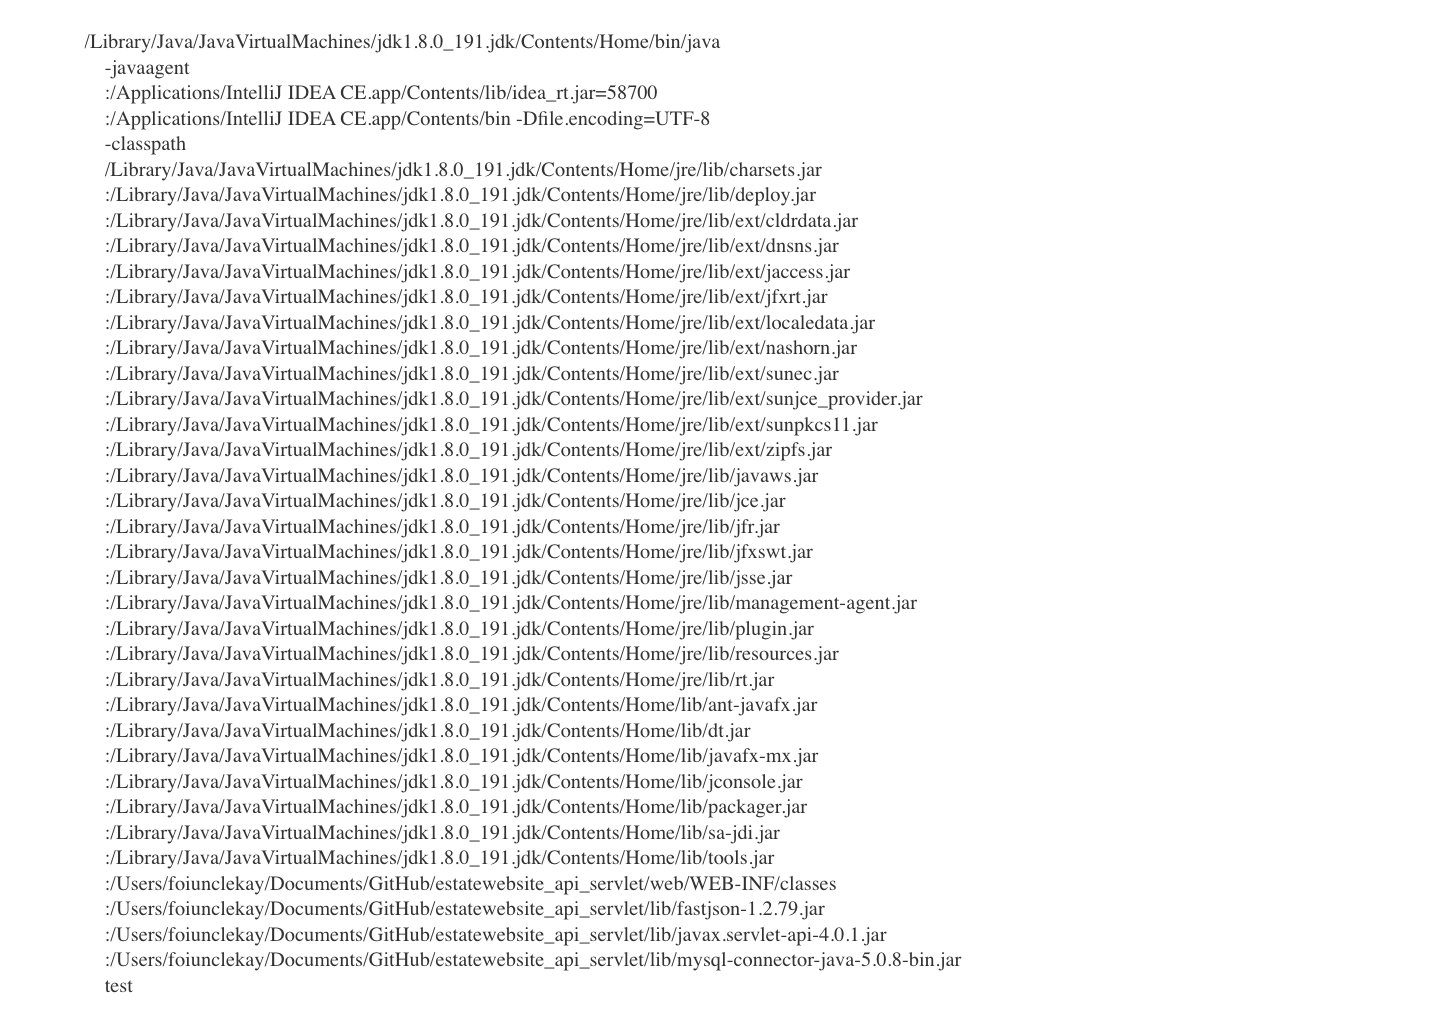 /Library/Java/JavaVirtualMachines/jdk1.8.0_191.jdk/Contents/Home/bin/java
-javaagent
:/Applications/IntelliJ IDEA CE.app/Contents/lib/idea_rt.jar=58700
:/Applications/IntelliJ IDEA CE.app/Contents/bin -Dfile.encoding=UTF-8
-classpath
/Library/Java/JavaVirtualMachines/jdk1.8.0_191.jdk/Contents/Home/jre/lib/charsets.jar
:/Library/Java/JavaVirtualMachines/jdk1.8.0_191.jdk/Contents/Home/jre/lib/deploy.jar
:/Library/Java/JavaVirtualMachines/jdk1.8.0_191.jdk/Contents/Home/jre/lib/ext/cldrdata.jar
:/Library/Java/JavaVirtualMachines/jdk1.8.0_191.jdk/Contents/Home/jre/lib/ext/dnsns.jar
:/Library/Java/JavaVirtualMachines/jdk1.8.0_191.jdk/Contents/Home/jre/lib/ext/jaccess.jar
:/Library/Java/JavaVirtualMachines/jdk1.8.0_191.jdk/Contents/Home/jre/lib/ext/jfxrt.jar
:/Library/Java/JavaVirtualMachines/jdk1.8.0_191.jdk/Contents/Home/jre/lib/ext/localedata.jar
:/Library/Java/JavaVirtualMachines/jdk1.8.0_191.jdk/Contents/Home/jre/lib/ext/nashorn.jar
:/Library/Java/JavaVirtualMachines/jdk1.8.0_191.jdk/Contents/Home/jre/lib/ext/sunec.jar
:/Library/Java/JavaVirtualMachines/jdk1.8.0_191.jdk/Contents/Home/jre/lib/ext/sunjce_provider.jar
:/Library/Java/JavaVirtualMachines/jdk1.8.0_191.jdk/Contents/Home/jre/lib/ext/sunpkcs11.jar
:/Library/Java/JavaVirtualMachines/jdk1.8.0_191.jdk/Contents/Home/jre/lib/ext/zipfs.jar
:/Library/Java/JavaVirtualMachines/jdk1.8.0_191.jdk/Contents/Home/jre/lib/javaws.jar
:/Library/Java/JavaVirtualMachines/jdk1.8.0_191.jdk/Contents/Home/jre/lib/jce.jar
:/Library/Java/JavaVirtualMachines/jdk1.8.0_191.jdk/Contents/Home/jre/lib/jfr.jar
:/Library/Java/JavaVirtualMachines/jdk1.8.0_191.jdk/Contents/Home/jre/lib/jfxswt.jar
:/Library/Java/JavaVirtualMachines/jdk1.8.0_191.jdk/Contents/Home/jre/lib/jsse.jar
:/Library/Java/JavaVirtualMachines/jdk1.8.0_191.jdk/Contents/Home/jre/lib/management-agent.jar
:/Library/Java/JavaVirtualMachines/jdk1.8.0_191.jdk/Contents/Home/jre/lib/plugin.jar
:/Library/Java/JavaVirtualMachines/jdk1.8.0_191.jdk/Contents/Home/jre/lib/resources.jar
:/Library/Java/JavaVirtualMachines/jdk1.8.0_191.jdk/Contents/Home/jre/lib/rt.jar
:/Library/Java/JavaVirtualMachines/jdk1.8.0_191.jdk/Contents/Home/lib/ant-javafx.jar
:/Library/Java/JavaVirtualMachines/jdk1.8.0_191.jdk/Contents/Home/lib/dt.jar
:/Library/Java/JavaVirtualMachines/jdk1.8.0_191.jdk/Contents/Home/lib/javafx-mx.jar
:/Library/Java/JavaVirtualMachines/jdk1.8.0_191.jdk/Contents/Home/lib/jconsole.jar
:/Library/Java/JavaVirtualMachines/jdk1.8.0_191.jdk/Contents/Home/lib/packager.jar
:/Library/Java/JavaVirtualMachines/jdk1.8.0_191.jdk/Contents/Home/lib/sa-jdi.jar
:/Library/Java/JavaVirtualMachines/jdk1.8.0_191.jdk/Contents/Home/lib/tools.jar
:/Users/foiunclekay/Documents/GitHub/estatewebsite_api_servlet/web/WEB-INF/classes
:/Users/foiunclekay/Documents/GitHub/estatewebsite_api_servlet/lib/fastjson-1.2.79.jar
:/Users/foiunclekay/Documents/GitHub/estatewebsite_api_servlet/lib/javax.servlet-api-4.0.1.jar
:/Users/foiunclekay/Documents/GitHub/estatewebsite_api_servlet/lib/mysql-connector-java-5.0.8-bin.jar
test